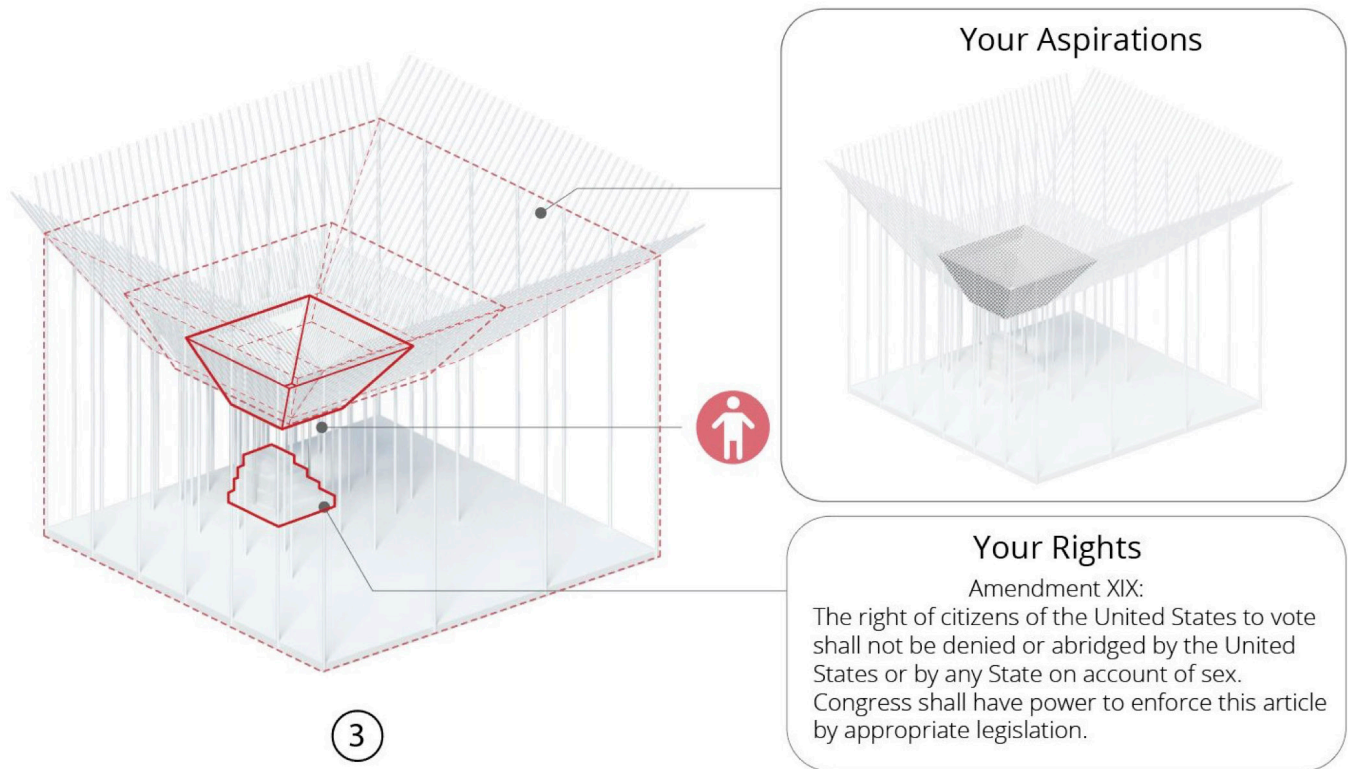 Your Aspirations
Your Rights
Amendment XIX:
The right of citizens of the United States to vote
shall not be denied or abridged by the United
States or by any State on account of sex.
Congress shall have power to enforce this article
by appropriate legislation.
3